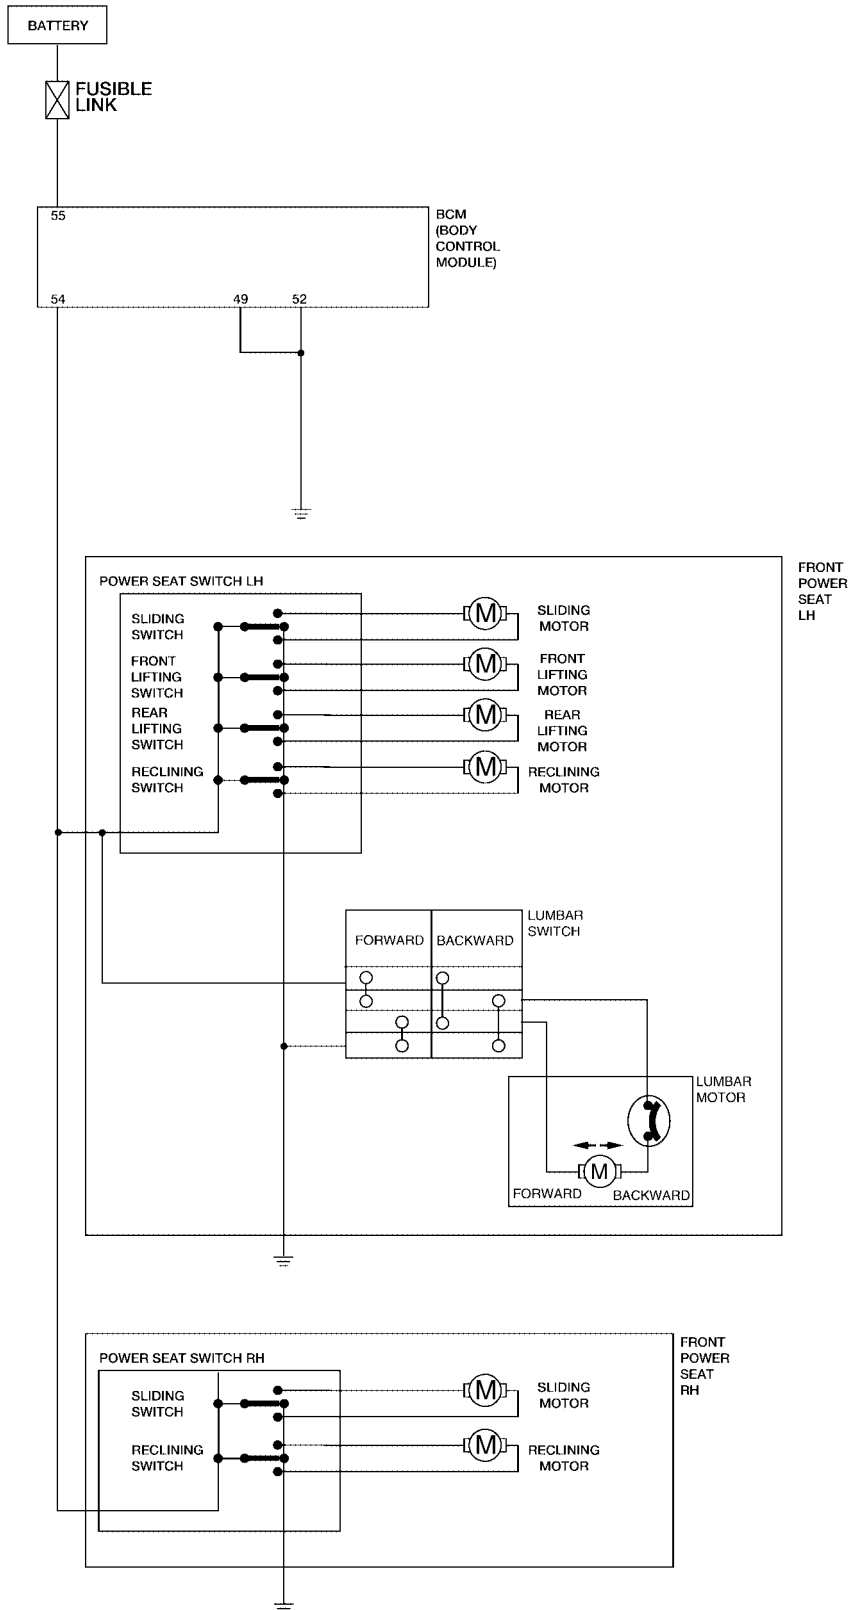 BATTERY
FUSIBLE
LINK
55
BCM
(BODY
CONTROL
MODULE)
54
49
52
FRONT
POWER
SEAT
LH
POWER SEAT SWITCH LH
SLIDING
SWITCH
M
SLIDING
MOTOR
FRONT
LIFTING
SWITCH
M
FRONT
LIFTING
MOTOR
REAR
LIFTING
SWITCH
M
REAR
LIFTING
MOTOR
RECLINING
SWITCH
M
RECLINING
MOTOR
LUMBAR
SWITCH
FORWARD
BACKWARD
LUMBAR
MOTOR
M
FORWARD
BACKWARD
FRONT
POWER
SEAT
RH
POWER SEAT SWITCH RH
SLIDING
SWITCH
M
SLIDING
MOTOR
RECLINING
SWITCH
M
RECLINING
MOTOR